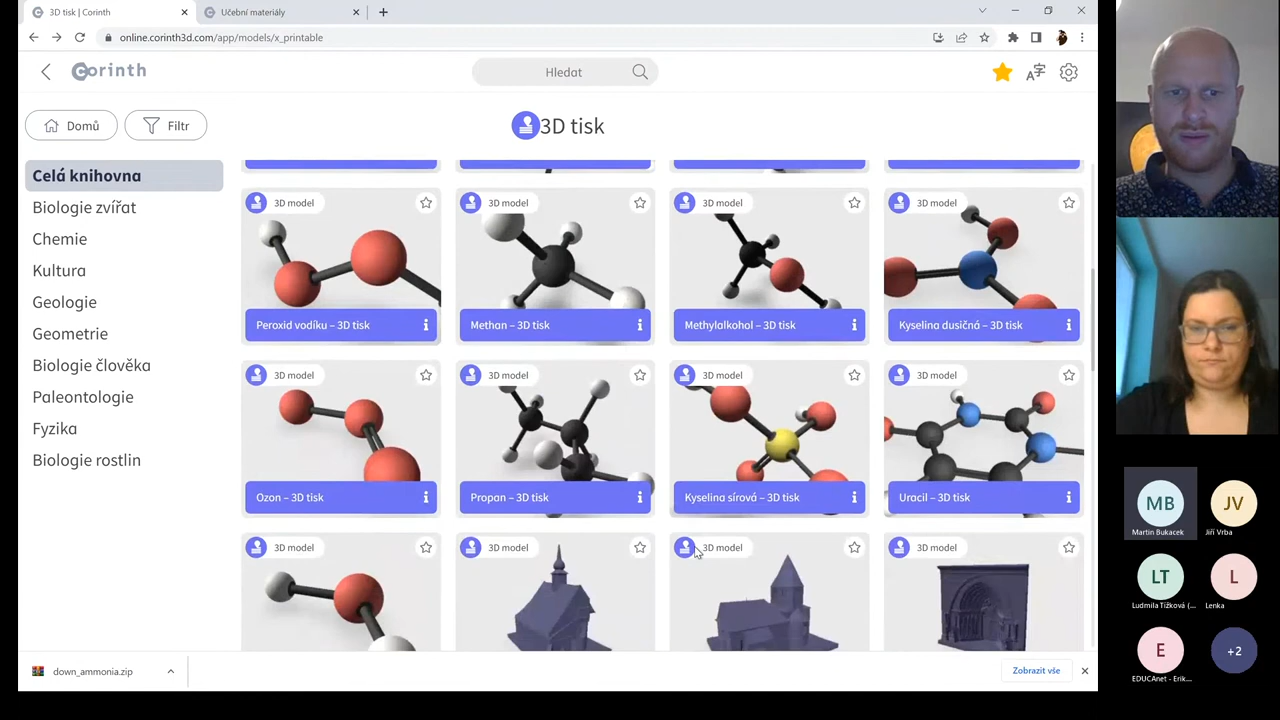 3D tisk | Corinth
Učební materiály
online.corinth3d.com/app/models/x_printable
corinth
Hledat
Domů
Filtr
3D tisk
Celá knihovna
Biologie zvířat
Chemie
Kultura
Geologie
Geometrie
Biologie člověka
Paleontologie
Fyzika
Biologie rostlin
3D model
3D model
3D model
3D model
Peroxid vodíku – 3D tisk
Methan – 3D tisk
Methylalkohol – 3D tisk
Kyselina dusičná – 3D tisk
3D model
3D model
3D model
3D model
Ozon – 3D tisk
Propan – 3D tisk
Kyselina sírová – 3D tisk
Uracil – 3D tisk
3D model
3D model
3D model
3D model
down_ammonia.zip
Zobrazit vše
MB
Martin Bukacek
JV
Jiří Vrba
LT
Ludmila Tižková (...
L
Lenka
E
EDUCAnet - Erik...
+2